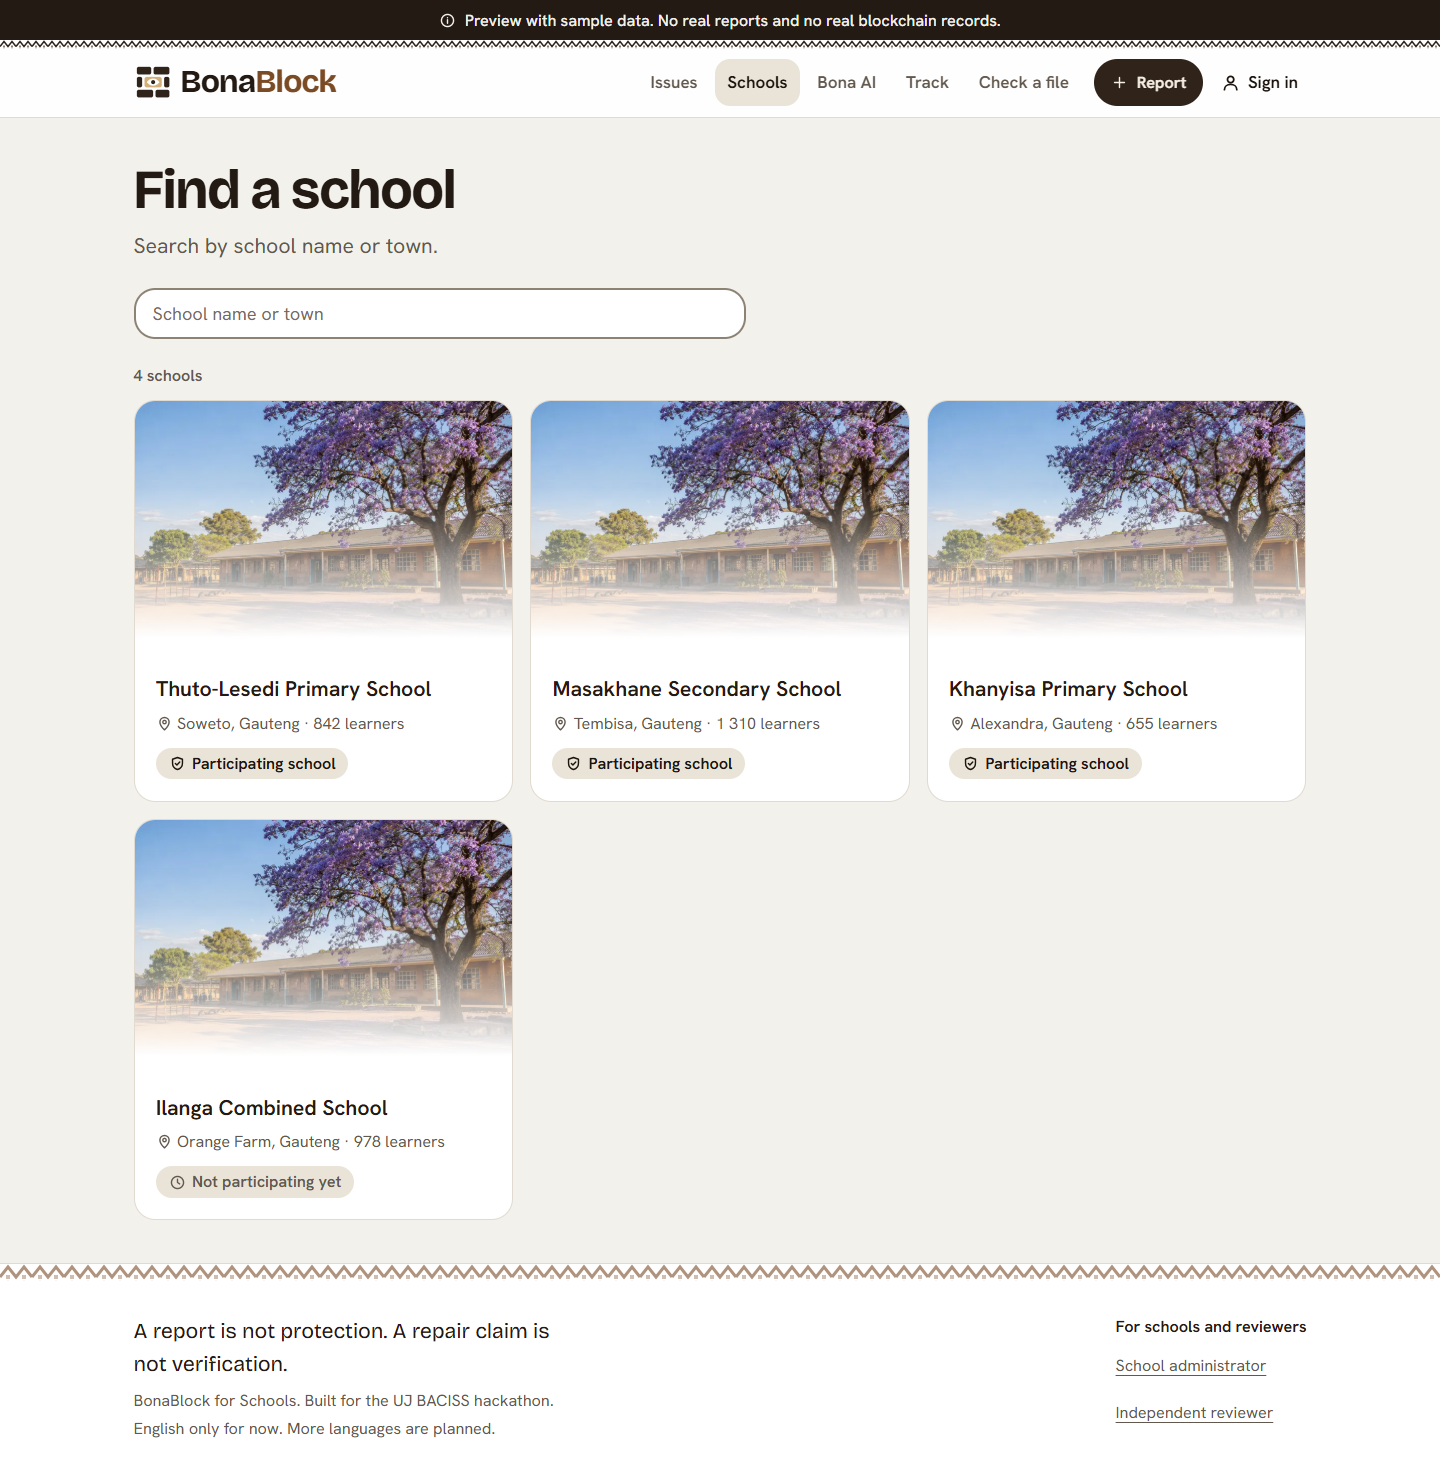 Preview with sample data. No real reports and no real blockchain records.
BonaBlock
Issues
Schools
Bona AI
Track
Check a file
Report
Sign in
Find a school
Search by school name or town.
School name or town
4 schools
Thuto-Lesedi Primary School
Soweto, Gauteng · 842 learners
Participating school
Masakhane Secondary School
Tembisa, Gauteng · 1 310 learners
Participating school
Khanyisa Primary School
Alexandra, Gauteng · 655 learners
Participating school
Ilanga Combined School
Orange Farm, Gauteng · 978 learners
Not participating yet
A report is not protection. A repair claim is
not verification.
BonaBlock for Schools. Built for the UJ BACISS hackathon.
English only for now. More languages are planned.
For schools and reviewers
School administrator
Independent reviewer